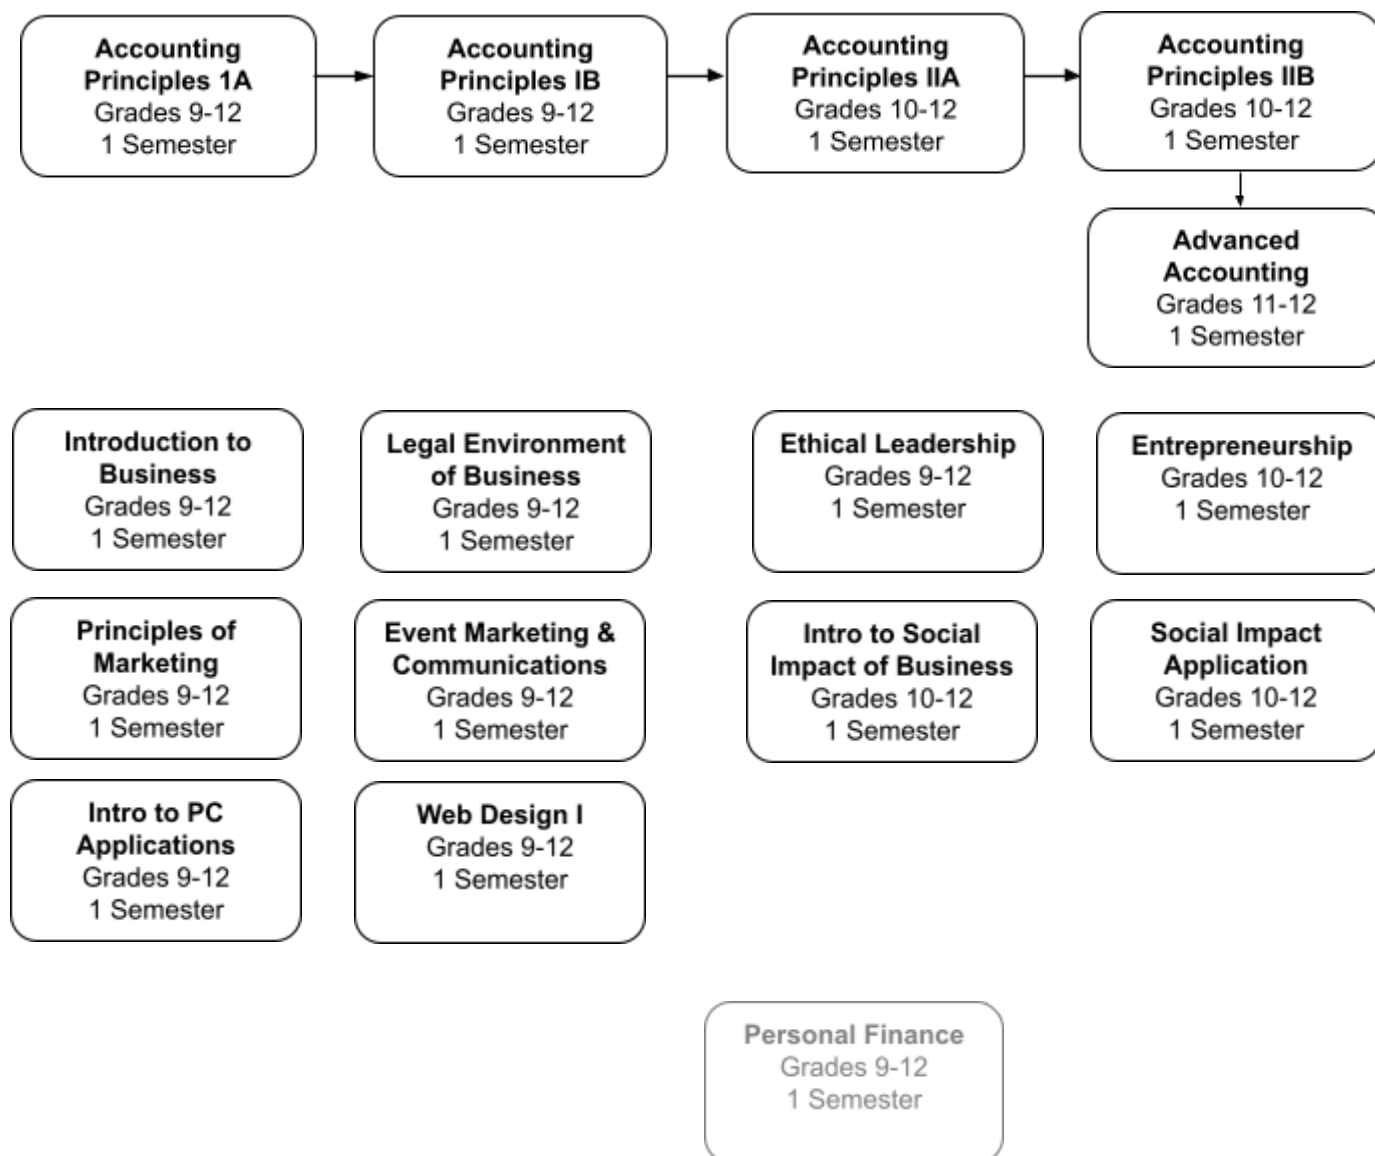 Accounting
Principles 1A
Grades 9-12
1 Semester
Accounting
Principles IB
Grades 9-12
1 Semester
Accounting
Principles IIA
Grades 10-12
1 Semester
Accounting
Principles IIB
Grades 10-12
1 Semester
Advanced
Accounting
Grades 11-12
1 Semester
Introduction to
Business
Grades 9-12
1 Semester
Legal Environment
of Business
Grades 9-12
1 Semester
Ethical Leadership
Grades 9-12
1 Semester
Entrepreneurship
Grades 10-12
1 Semester
Principles of
Marketing
Grades 9-12
1 Semester
Event Marketing &
Communications
Grades 9-12
1 Semester
Intro to Social
Impact of Business
Grades 10-12
1 Semester
Social Impact
Application
Grades 10-12
1 Semester
Intro to PC
Applications
Grades 9-12
1 Semester
Web Design I
Grades 9-12
1 Semester
Personal Finance
Grades 9-12
1 Semester